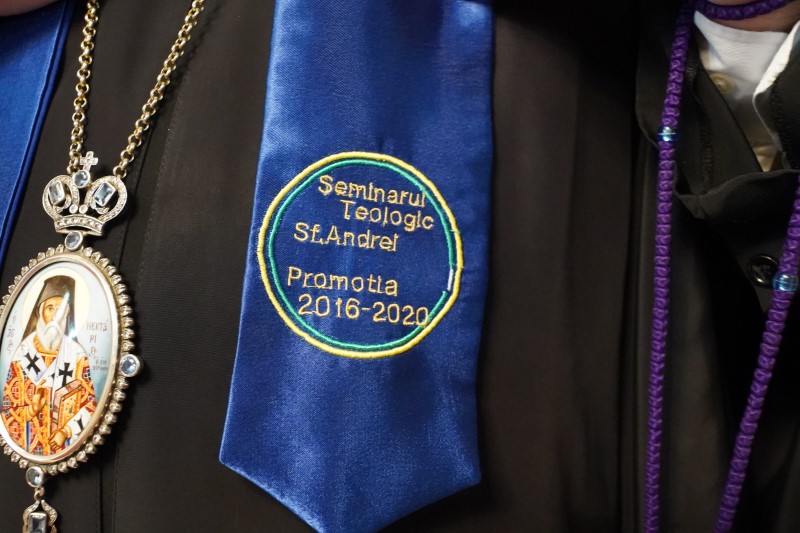 Seminarul
Teologic
Sf.Andrei
Promotia
2016-2020